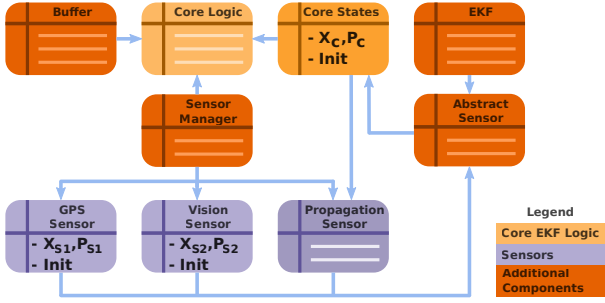 Buffer
Core Logic
Core States
- X_C,P_C
- Init
EKF
Sensor
Manager
Abstract
Sensor
GPS
Sensor
- X_S1,P_S1
- Init
Vision
Sensor
- X_S2,P_S2
- Init
Propagation
Sensor
Legend
Core EKF Logic
Sensors
Additional
Components